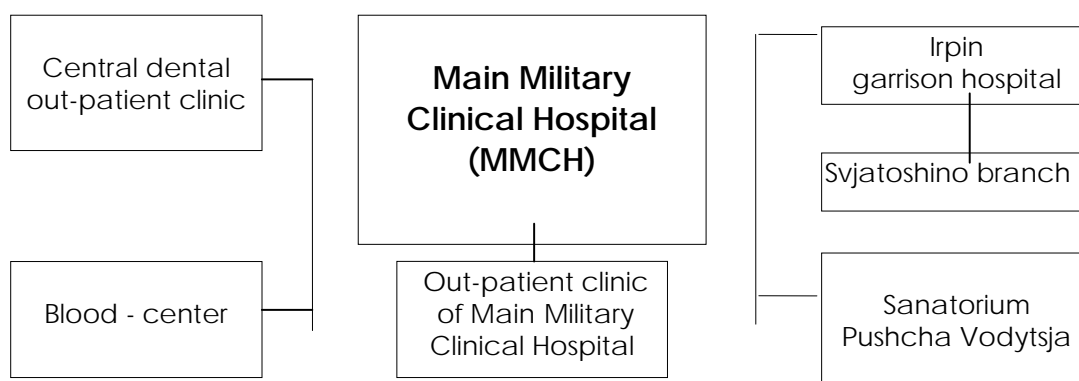 Central dental
out-patient clinic
Blood - center
Main Military
Clinical Hospital
(MMCH)
Out-patient clinic
of Main Military
Clinical Hospital
Irpin
garrison hospital
Svjatoshino branch
Sanatorium
Pushcha Vodytsja